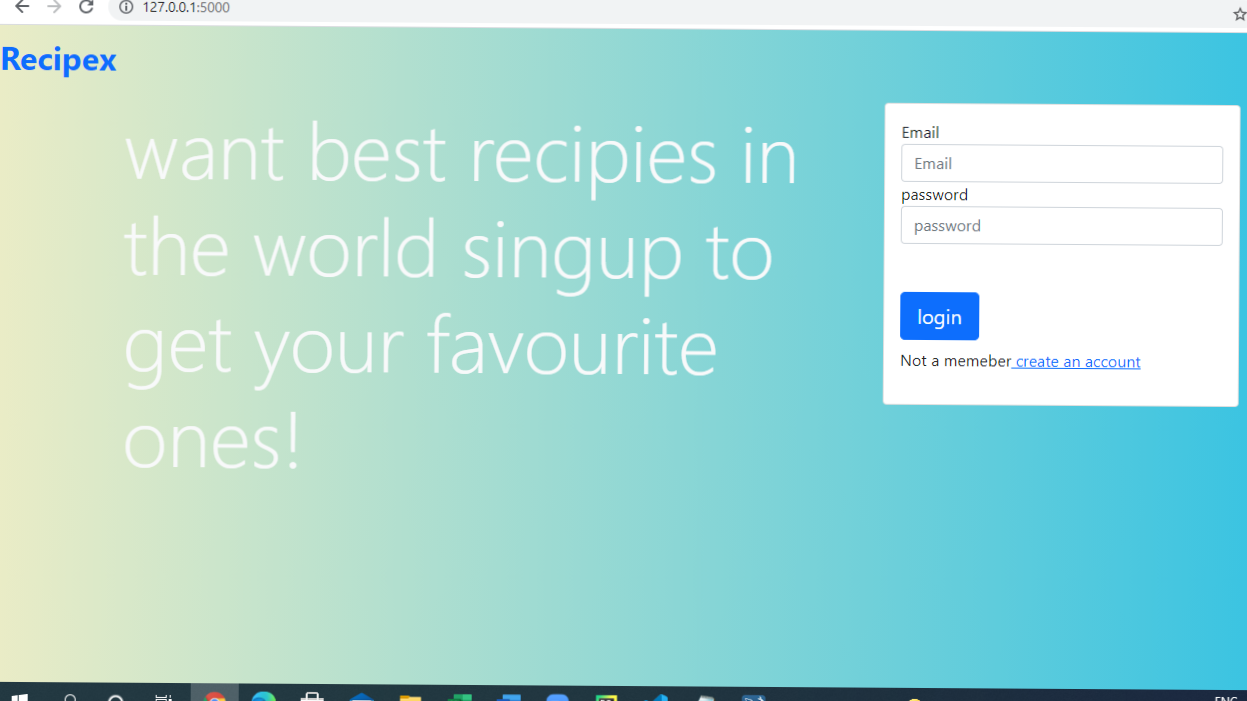 127.0.0.1:5000
Recipex
want best recipies in
the world singup to
get your favourite
ones!
Email
Email
password
password
login
Not a memeber create an account
ENG